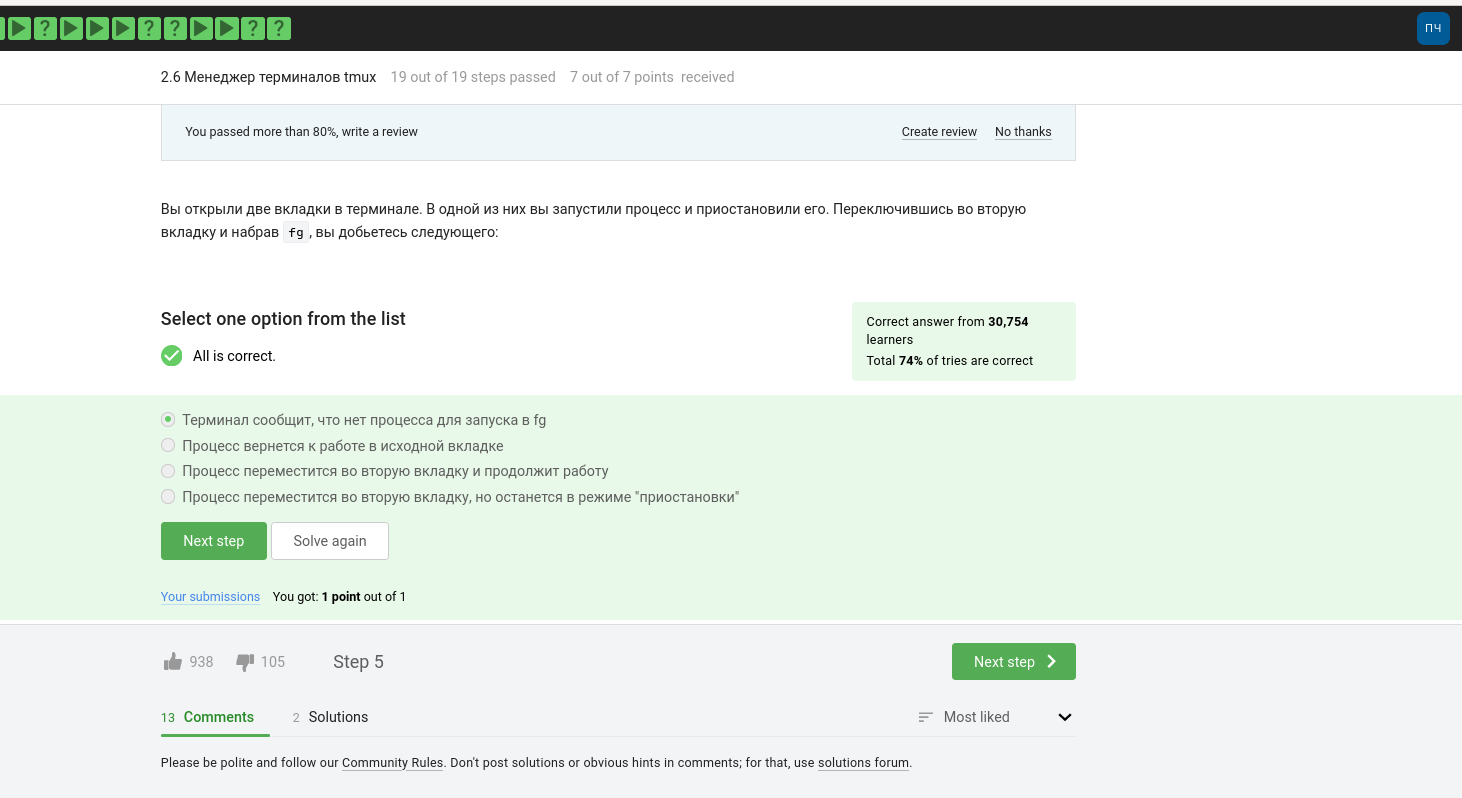 ? ? ? ? ?
ПЧ
2.6 Менеджер терминалов tmux 19 out of 19 steps passed 7 out of 7 points received
You passed more than 80%, write a review Create review No thanks
Вы открыли две вкладки в терминале. В одной из них вы запустили процесс и приостановили его. Переключившись во вторую
вкладку и набрав fg, вы добьетесь следующего:
Select one option from the list
All is correct.
Correct answer from 30,754
learners
Total 74% of tries are correct
Терминал сообщит, что нет процесса для запуска в fg
Процесс вернется к работе в исходной вкладке
Процесс переместится во вторую вкладку и продолжит работу
Процесс переместится во вторую вкладку, но останется в режиме "приостановки"
Next step Solve again
Your submissions You got: 1 point out of 1
938 105 Step 5 Next step
13 Comments 2 Solutions Most liked
Please be polite and follow our Community Rules. Don't post solutions or obvious hints in comments; for that, use solutions forum.